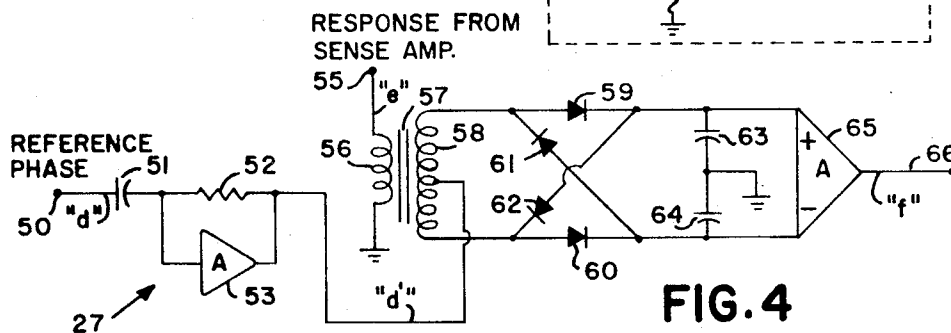 RESPONSE FROM
SENSE AMP.
55
"e"
57
59
56
58
61
63
65
+
A
-
66
"f"
REFERENCE
PHASE
51
52
50
"d"
A
53
62
64
60
27
"d'"
FIG. 4